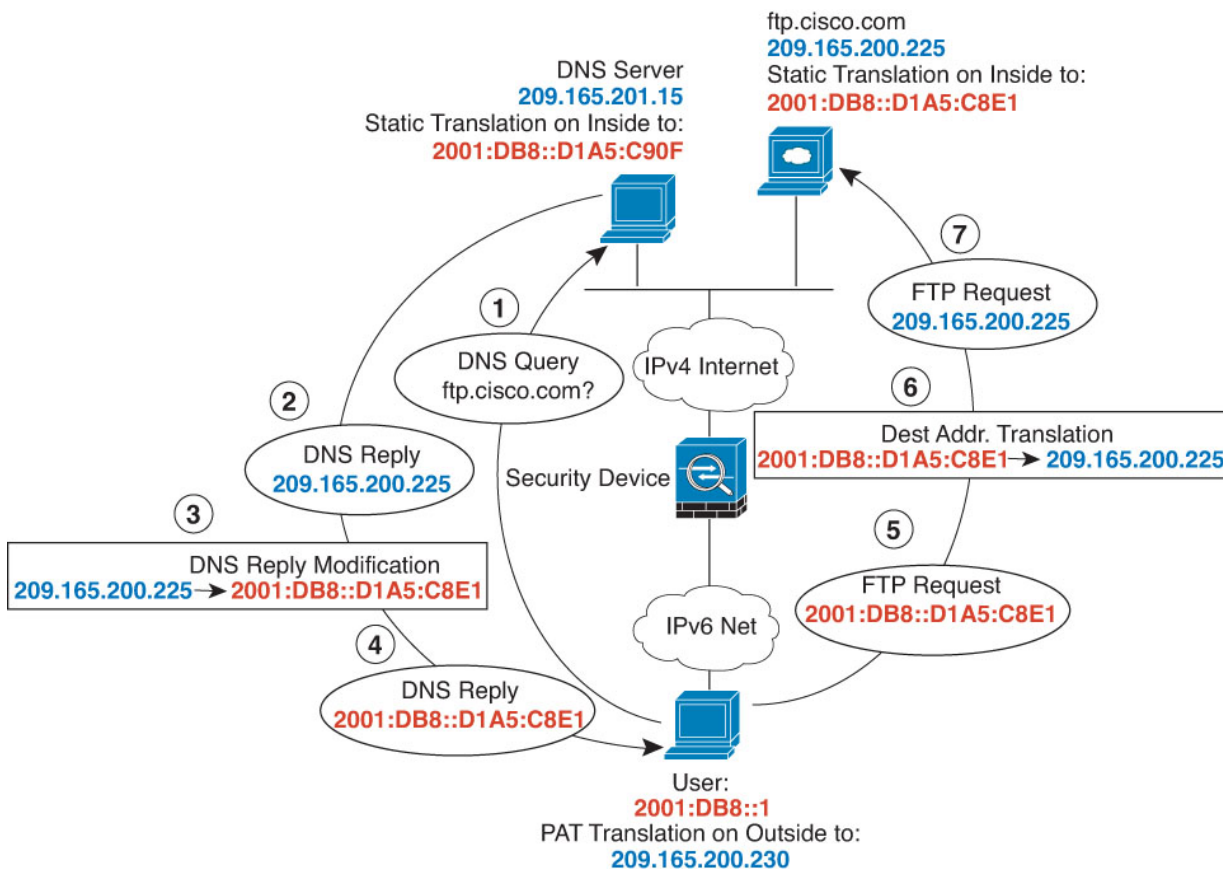 ftp.cisco.com
209.165.200.225
Static Translation on Inside to:
2001:DB8::D1A5:C8E1
DNS Server
209.165.201.15
Static Translation on Inside to:
2001:DB8::D1A5:C90F
7
FTP Request
209.165.200.225
1
DNS Query
ftp.cisco.com?
IPv4 Internet
2
DNS Reply
209.165.200.225
6
Dest Addr. Translation
2001:DB8::D1A5:C8E1 → 209.165.200.225
Security Device
3
DNS Reply Modification
209.165.200.225 → 2001:DB8::D1A5:C8E1
5
FTP Request
2001:DB8::D1A5:C8E1
IPv6 Net
4
DNS Reply
2001:DB8::D1A5:C8E1
User:
2001:DB8::1
PAT Translation on Outside to:
209.165.200.230